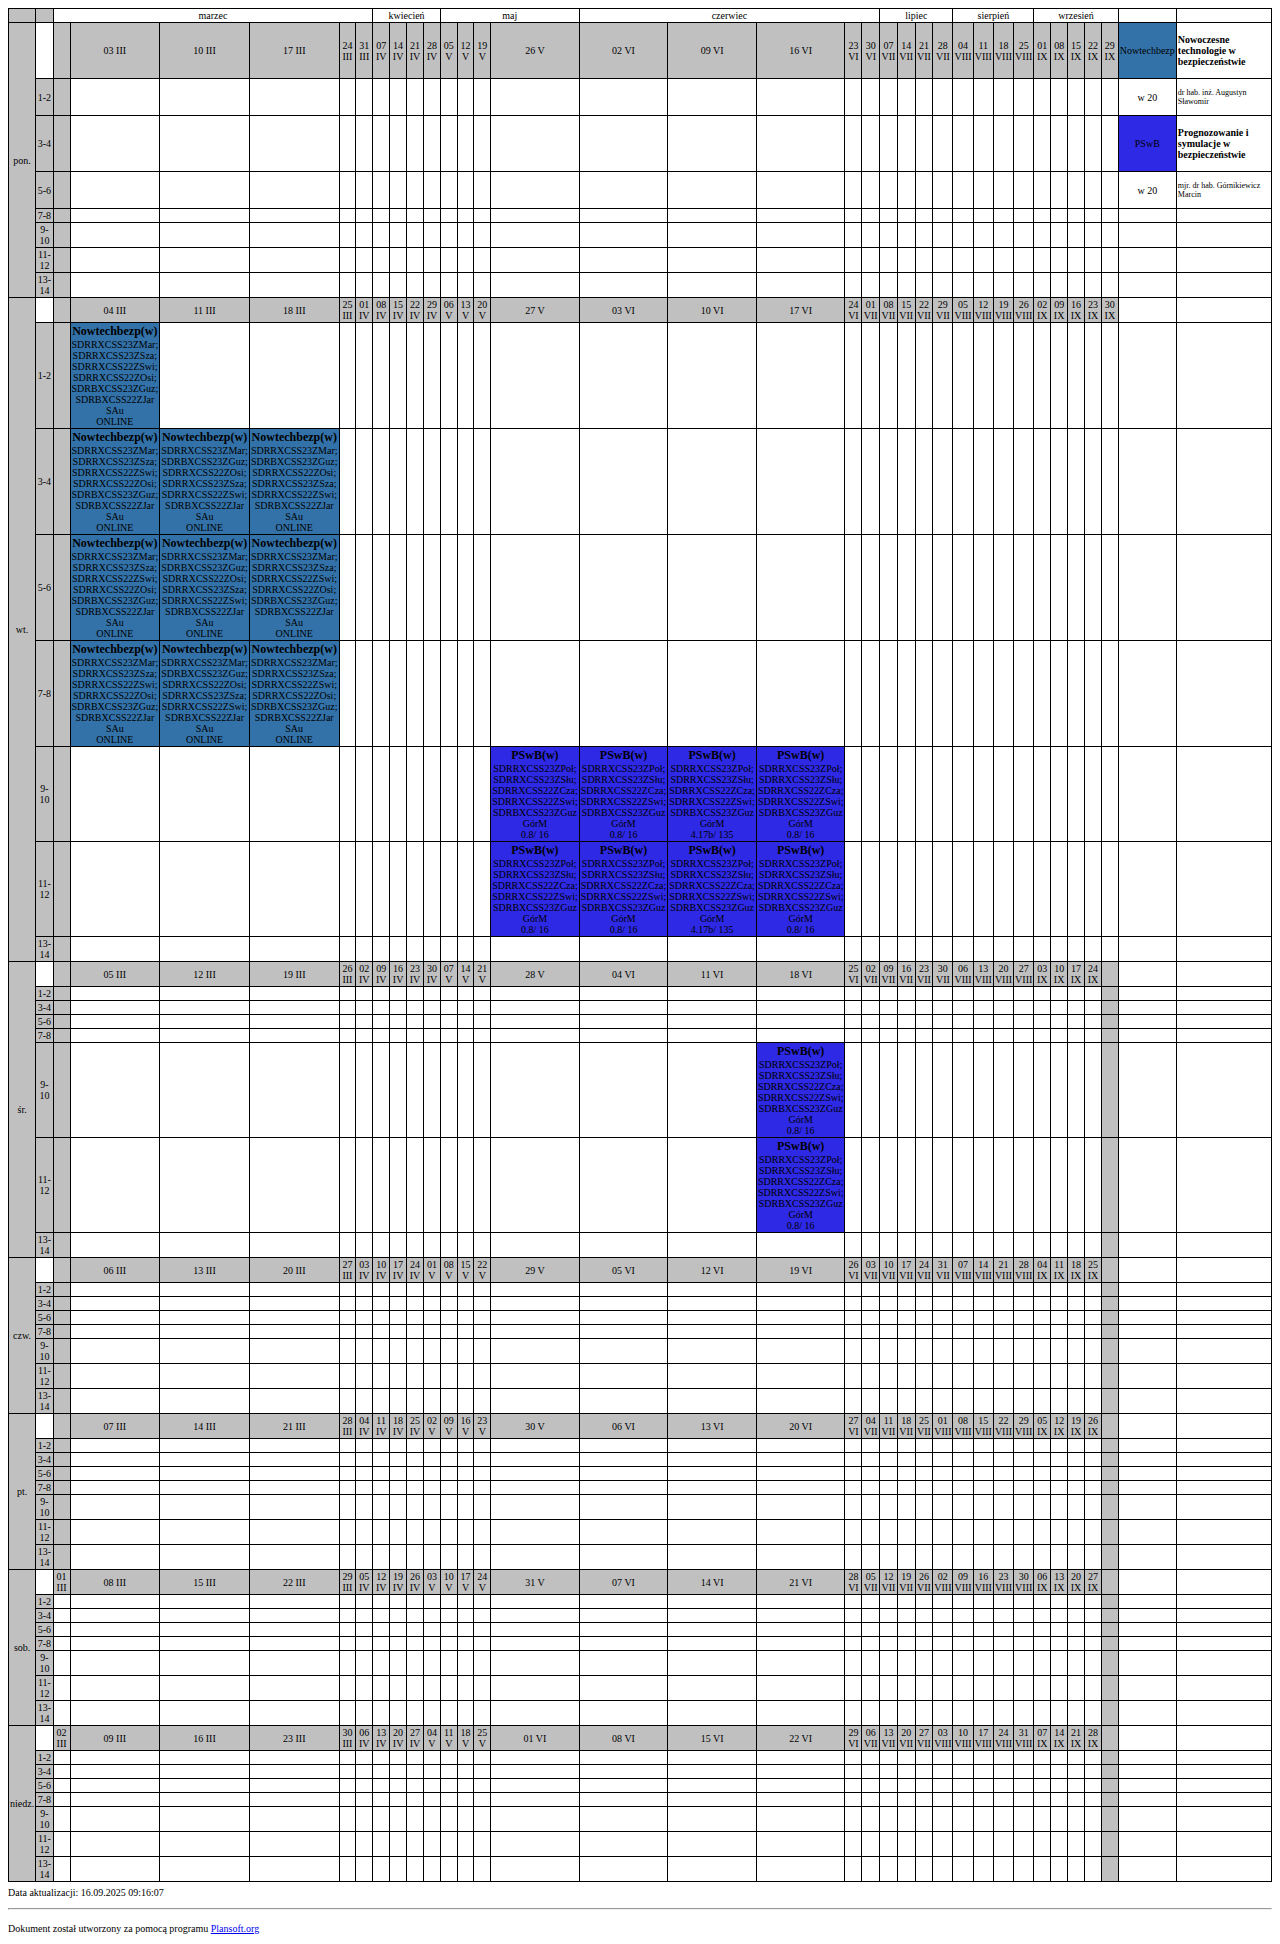 marzec kwiecień maj czerwiec lipiec sierpień wrzesień
pon. 03 III 10 III 17 III 24 III 31 III 07 IV 14 IV 21 IV 28 IV 05 V 12 V 19 V 26 V 02 VI 09 VI 16 VI 23 VI 30 VI 07 VII 14 VII 21 VII 28 VII 04 VIII 11 VIII 18 VIII 25 VIII 01 IX 08 IX 15 IX 22 IX 29 IX Nowtechbezp Nowoczesne technologie w bezpieczeństwie
1-2 w 20 dr hab. inż. Augustyn Sławomir
3-4 PSwB Prognozowanie i symulacje w bezpieczeństwie
5-6 w 20 mjr. dr hab. Górnikiewicz Marcin
7-8
9-10
11-12
13-14
wt. 04 III 11 III 18 III 25 III 01 IV 08 IV 15 IV 22 IV 29 IV 06 V 13 V 20 V 27 V 03 VI 10 VI 17 VI 24 VI 01 VII 08 VII 15 VII 22 VII 29 VII 05 VIII 12 VIII 19 VIII 26 VIII 02 IX 09 IX 16 IX 23 IX 30 IX
1-2 Nowtechbezp(w)
SDRRXCSS23ZMar;
SDRRXCSS23ZSza;
SDRRXCSS22ZSwi;
SDRRXCSS22ZOsi;
SDRBXCSS23ZGuz;
SDRBXCSS22ZJar
SAu
ONLINE
3-4 Nowtechbezp(w) Nowtechbezp(w) Nowtechbezp(w)
SDRRXCSS23ZMar; SDRRXCSS23ZMar; SDRRXCSS23ZMar;
SDRRXCSS23ZSza; SDRBXCSS23ZGuz; SDRBXCSS23ZGuz;
SDRRXCSS22ZSwi; SDRRXCSS22ZOsi; SDRRXCSS22ZOsi;
SDRRXCSS22ZOsi; SDRRXCSS23ZSza; SDRRXCSS23ZSza;
SDRBXCSS23ZGuz; SDRRXCSS22ZSwi; SDRRXCSS22ZSwi;
SDRBXCSS22ZJar SDRBXCSS22ZJar SDRBXCSS22ZJar
SAu SAu SAu
ONLINE ONLINE ONLINE
5-6 Nowtechbezp(w) Nowtechbezp(w) Nowtechbezp(w)
SDRRXCSS23ZMar; SDRRXCSS23ZMar; SDRRXCSS23ZMar;
SDRRXCSS23ZSza; SDRBXCSS23ZGuz; SDRRXCSS23ZSza;
SDRRXCSS22ZSwi; SDRRXCSS22ZOsi; SDRRXCSS22ZSwi;
SDRRXCSS22ZOsi; SDRRXCSS23ZSza; SDRRXCSS22ZOsi;
SDRBXCSS23ZGuz; SDRRXCSS22ZSwi; SDRBXCSS23ZGuz;
SDRBXCSS22ZJar SDRBXCSS22ZJar SDRBXCSS22ZJar
SAu SAu SAu
ONLINE ONLINE ONLINE
7-8 Nowtechbezp(w) Nowtechbezp(w) Nowtechbezp(w)
SDRRXCSS23ZMar; SDRRXCSS23ZMar; SDRRXCSS23ZMar;
SDRRXCSS23ZSza; SDRBXCSS23ZGuz; SDRRXCSS23ZSza;
SDRRXCSS22ZSwi; SDRRXCSS22ZOsi; SDRRXCSS22ZSwi;
SDRRXCSS22ZOsi; SDRRXCSS23ZSza; SDRRXCSS22ZOsi;
SDRBXCSS23ZGuz; SDRRXCSS22ZSwi; SDRBXCSS23ZGuz;
SDRBXCSS22ZJar SDRBXCSS22ZJar SDRBXCSS22ZJar
SAu SAu SAu
ONLINE ONLINE ONLINE
9-10 PSwB(w) PSwB(w) PSwB(w) PSwB(w)
SDRRXCSS23ZPoł; SDRRXCSS23ZPoł; SDRRXCSS23ZPoł; SDRRXCSS23ZPoł;
SDRRXCSS23ZSłu; SDRRXCSS23ZSłu; SDRRXCSS23ZSłu; SDRRXCSS23ZSłu;
SDRRXCSS22ZCza; SDRRXCSS22ZCza; SDRRXCSS22ZCza; SDRRXCSS22ZCza;
SDRRXCSS22ZSwi; SDRRXCSS22ZSwi; SDRRXCSS22ZSwi; SDRRXCSS22ZSwi;
SDRBXCSS23ZGuz SDRBXCSS23ZGuz SDRBXCSS23ZGuz SDRBXCSS23ZGuz
GórM GórM GórM GórM
0.8/ 16 0.8/ 16 4.17b/ 135 0.8/ 16
11-12 PSwB(w) PSwB(w) PSwB(w) PSwB(w)
SDRRXCSS23ZPoł; SDRRXCSS23ZPoł; SDRRXCSS23ZPoł; SDRRXCSS23ZPoł;
SDRRXCSS23ZSłu; SDRRXCSS23ZSłu; SDRRXCSS23ZSłu; SDRRXCSS23ZSłu;
SDRRXCSS22ZCza; SDRRXCSS22ZCza; SDRRXCSS22ZCza; SDRRXCSS22ZCza;
SDRRXCSS22ZSwi; SDRRXCSS22ZSwi; SDRRXCSS22ZSwi; SDRRXCSS22ZSwi;
SDRBXCSS23ZGuz SDRBXCSS23ZGuz SDRBXCSS23ZGuz SDRBXCSS23ZGuz
GórM GórM GórM GórM
0.8/ 16 0.8/ 16 4.17b/ 135 0.8/ 16
13-14
śr. 05 III 12 III 19 III 26 III 02 IV 09 IV 16 IV 23 IV 30 IV 07 V 14 V 21 V 28 V 04 VI 11 VI 18 VI 25 VI 02 VII 09 VII 16 VII 23 VII 30 VII 06 VIII 13 VIII 20 VIII 27 VIII 03 IX 10 IX 17 IX 24 IX
1-2
3-4
5-6
7-8
9-10 PSwB(w)
SDRRXCSS23ZPoł;
SDRRXCSS23ZSłu;
SDRRXCSS22ZCza;
SDRRXCSS22ZSwi;
SDRBXCSS23ZGuz
GórM
0.8/ 16
11-12 PSwB(w)
SDRRXCSS23ZPoł;
SDRRXCSS23ZSłu;
SDRRXCSS22ZCza;
SDRRXCSS22ZSwi;
SDRBXCSS23ZGuz
GórM
0.8/ 16
13-14
czw. 06 III 13 III 20 III 27 III 03 IV 10 IV 17 IV 24 IV 01 V 08 V 15 V 22 V 29 V 05 VI 12 VI 19 VI 26 VI 03 VII 10 VII 17 VII 24 VII 31 VII 07 VIII 14 VIII 21 VIII 28 VIII 04 IX 11 IX 18 IX 25 IX
1-2
3-4
5-6
7-8
9-10
11-12
13-14
pt. 07 III 14 III 21 III 28 III 04 IV 11 IV 18 IV 25 IV 02 V 09 V 16 V 23 V 30 V 06 VI 13 VI 20 VI 27 VI 04 VII 11 VII 18 VII 25 VII 01 VIII 08 VIII 15 VIII 22 VIII 29 VIII 05 IX 12 IX 19 IX 26 IX
1-2
3-4
5-6
7-8
9-10
11-12
13-14
sob. 01 III 08 III 15 III 22 III 29 III 05 IV 12 IV 19 IV 26 IV 03 V 10 V 17 V 24 V 31 V 07 VI 14 VI 21 VI 28 VI 05 VII 12 VII 19 VII 26 VII 02 VIII 09 VIII 16 VIII 23 VIII 30 VIII 06 IX 13 IX 20 IX 27 IX
1-2
3-4
5-6
7-8
9-10
11-12
13-14
niedz. 02 III 09 III 16 III 23 III 30 III 06 IV 13 IV 20 IV 27 IV 04 V 11 V 18 V 25 V 01 VI 08 VI 15 VI 22 VI 29 VI 06 VII 13 VII 20 VII 27 VII 03 VIII 10 VIII 17 VIII 24 VIII 31 VIII 07 IX 14 IX 21 IX 28 IX
1-2
3-4
5-6
7-8
9-10
11-12
13-14
Data aktualizacji: 16.09.2025 09:16:07
Dokument został utworzony za pomocą programu Plansoft.org